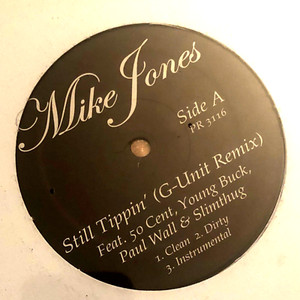 Mike Jones
Side A
PR 3116
Still Tippin' (G-Unit Remix)
Feat. 50 Cent, Young Buck,
Paul Wall & Slimthug
1. Clean 2. Dirty
3. Instrumental